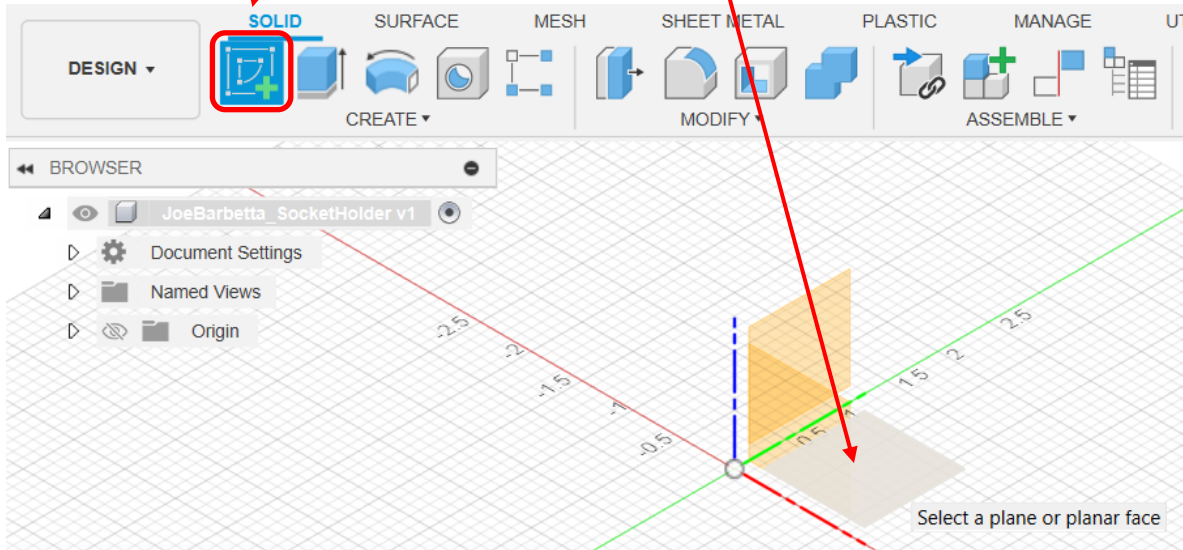 SOLID SURFACE MESH SHEET METAL PLASTIC MANAGE UT
DESIGN ▾
CREATE ▾ MODIFY ▾ ASSEMBLE ▾
BROWSER
JoeBarbetta_SocketHolder v1
Document Settings
Named Views
Origin
-2.5
-2
-1.5
-1
-0.5
0.5
1
1.5
2
2.5
Select a plane or planar face